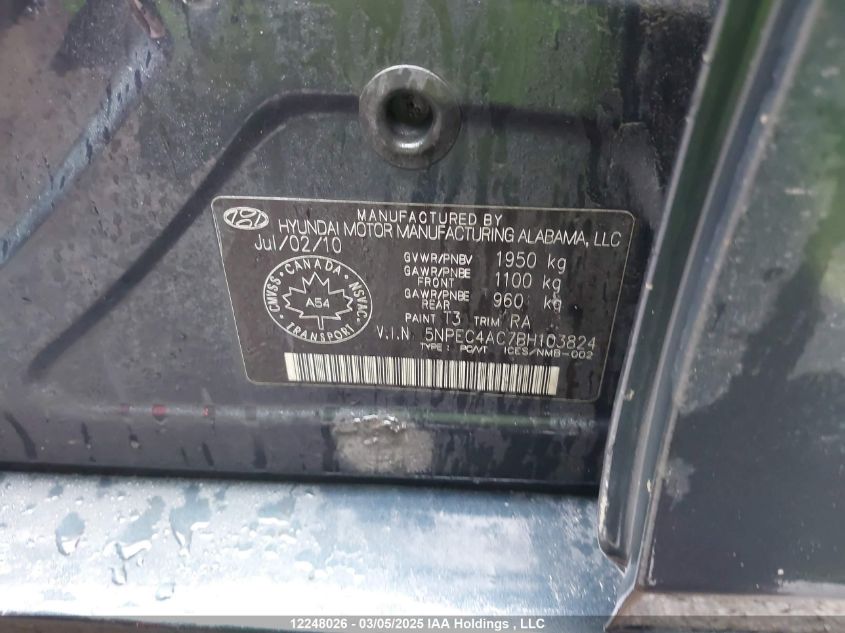 MANUFACTURED BY
HYUNDAI MOTOR MANUFACTURING ALABAMA, LLC
Jul/02/10
GVWR/PNBV 1950 kg
GAWR/PNBE FRONT 1100 kg
GAWR/PNBE REAR 960 kg
PAINT T3 TRIM RA
V.I.N 5NPEC4AC7BH103824
TYPE: PC/VT ICES/NMB-002
CANADA
CMVSS NSVAC
A54
TRANSPORT
12248026 - 03/05/2025 IAA Holdings, LLC